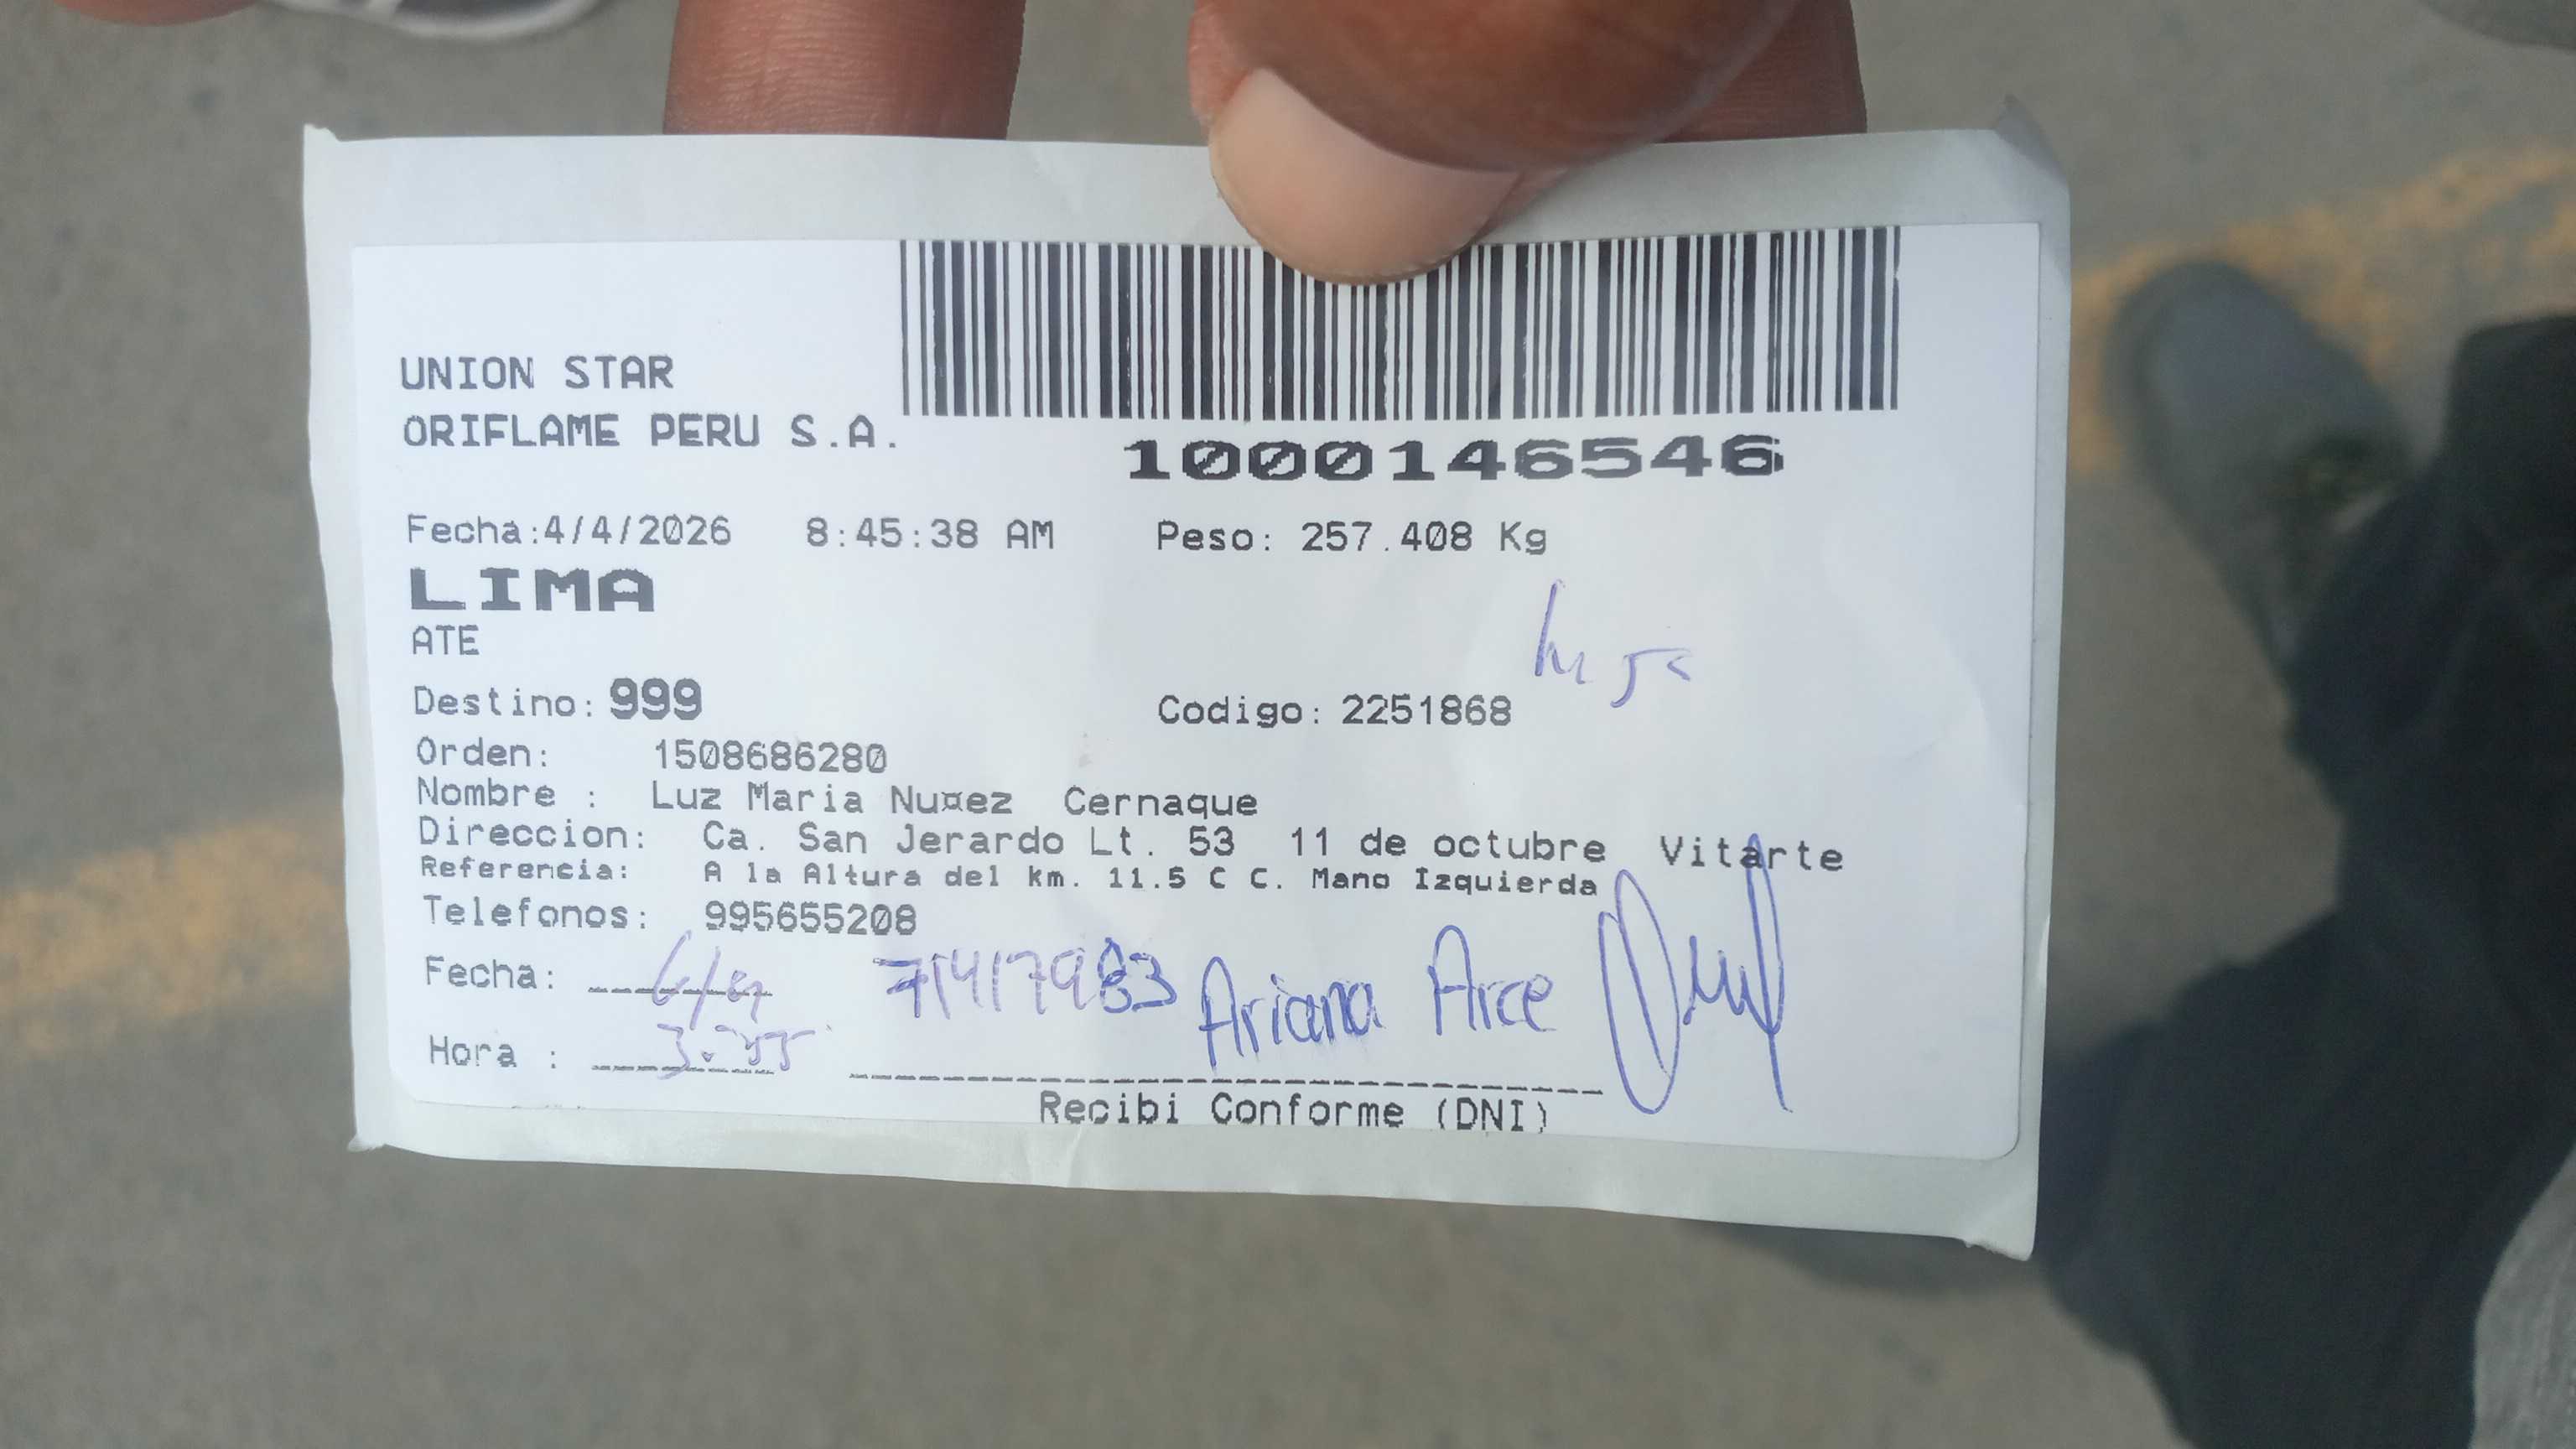 UNION STAR
ORIFLAME PERU S.A.
1000146546
Fecha:4/4/2026 8:45:38 AM Peso: 257.408 Kg
LIMA
ATE
Destino: 999 Codigo: 2251868
Orden: 1508686280
Nombre : Luz Maria Nu¤ez Cernaque
Direccion: Ca. San Jerardo Lt. 53 11 de octubre Vitarte
Referencia: A la Altura del km. 11.5 C C. Mano Izquierda
Telefonos: 995655208
Fecha: 71417983 Ariana Arce
Hora :
Recibi Conforme (DNI)